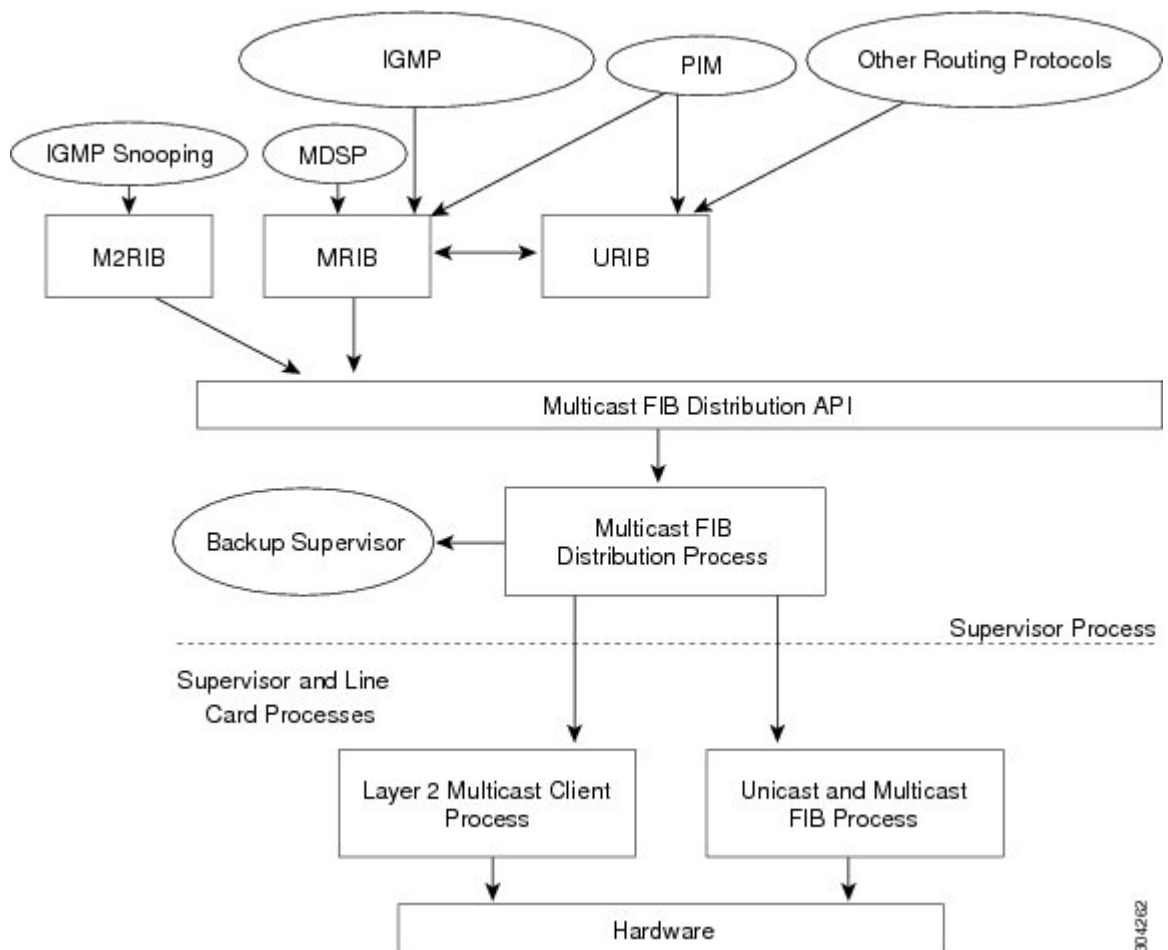 IGMP
PIM
Other Routing Protocols
IGMP Snooping
MDSP
M2RIB
MRIB
URIB
Multicast FIB Distribution API
Backup Supervisor
Multicast FIB
Distribution Process
Supervisor Process
Supervisor and Line
Card Processes
Layer 2 Multicast Client
Process
Unicast and Multicast
FIB Process
Hardware
304262